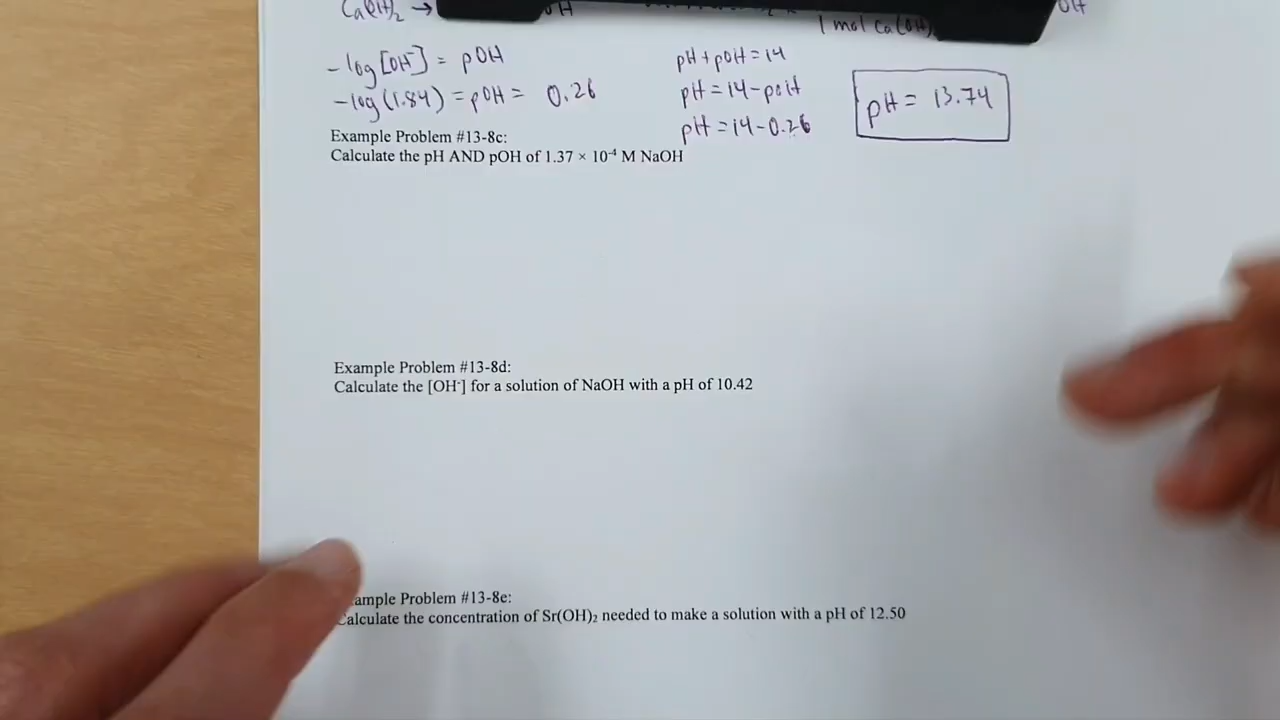 Ca(OH)₂ → OH
1 mol Ca(OH) OH
-log[OH⁻] = pOH
-log(1.84) = pOH = 0.26
pH + pOH = 14
pH = 14 - pOH
pH = 14 - 0.26
pH = 13.74
Example Problem #13-8c:
Calculate the pH AND pOH of 1.37 × 10⁻⁴ M NaOH
Example Problem #13-8d:
Calculate the [OH⁻] for a solution of NaOH with a pH of 10.42
ample Problem #13-8e:
Calculate the concentration of Sr(OH)₂ needed to make a solution with a pH of 12.50